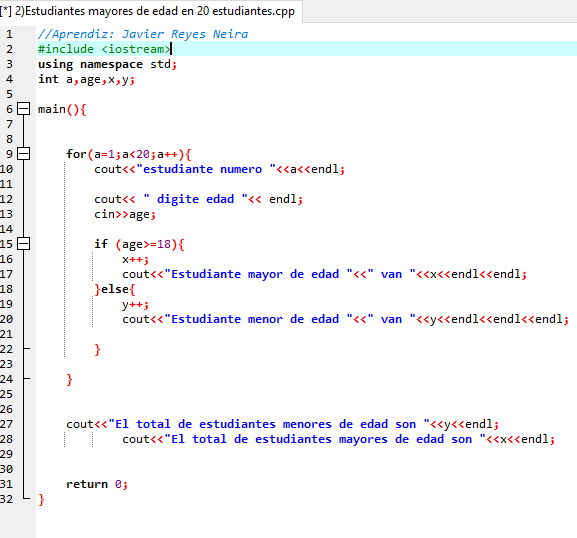 [*] 2)Estudiantes mayores de edad en 20 estudiantes.cpp
1 //Aprendiz: Javier Reyes Neira
2 #include <iostream>
3 using namespace std;
4 int a,age,x,y;
5
6 main(){
7
8
9 for(a=1;a<20;a++){
10 cout<<"estudiante numero "<<a<<endl;
11
12 cout<< " digite edad "<< endl;
13 cin>>age;
14
15 if (age>=18){
16 x++;
17 cout<<"Estudiante mayor de edad "<<" van "<<x<<endl<<endl;
18 }else{
19 y++;
20 cout<<"Estudiante menor de edad "<<" van "<<y<<endl<<endl<<endl;
21
22 }
23
24 }
25
26
27 cout<<"El total de estudiantes menores de edad son "<<y<<endl;
28 cout<<"El total de estudiantes mayores de edad son "<<x<<endl;
29
30
31 return 0;
32 }